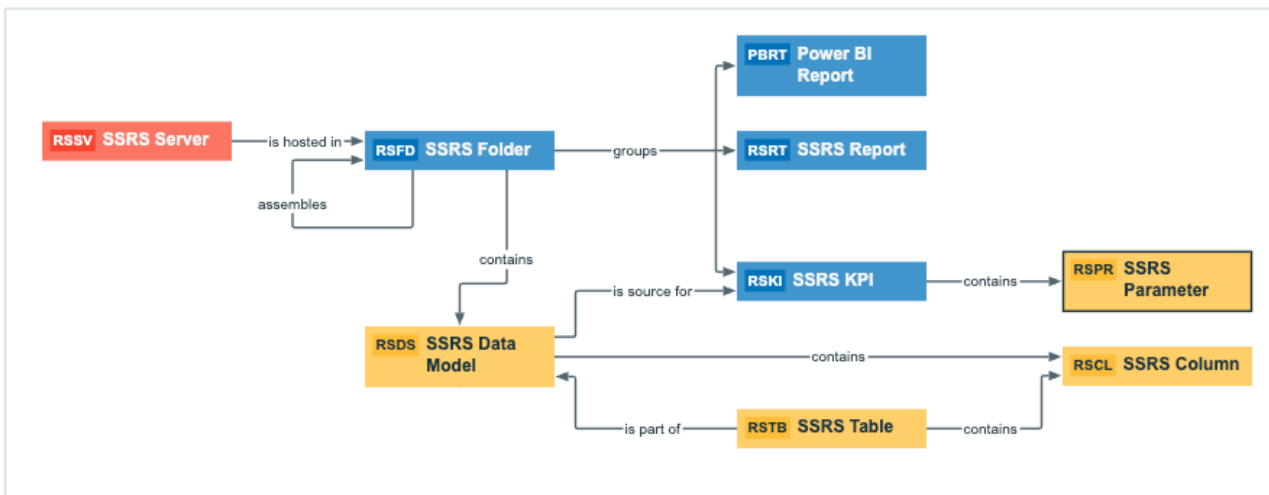 PBRT Power BI
Report
RSSV SSRS Server
is hosted in
RSFD SSRS Folder
groups
RSRT SSRS Report
assembles
contains
is source for
RSKI SSRS KPI
contains
RSPR SSRS
Parameter
RSDS SSRS Data
Model
contains
RSCL SSRS Column
is part of
RSTB SSRS Table
contains